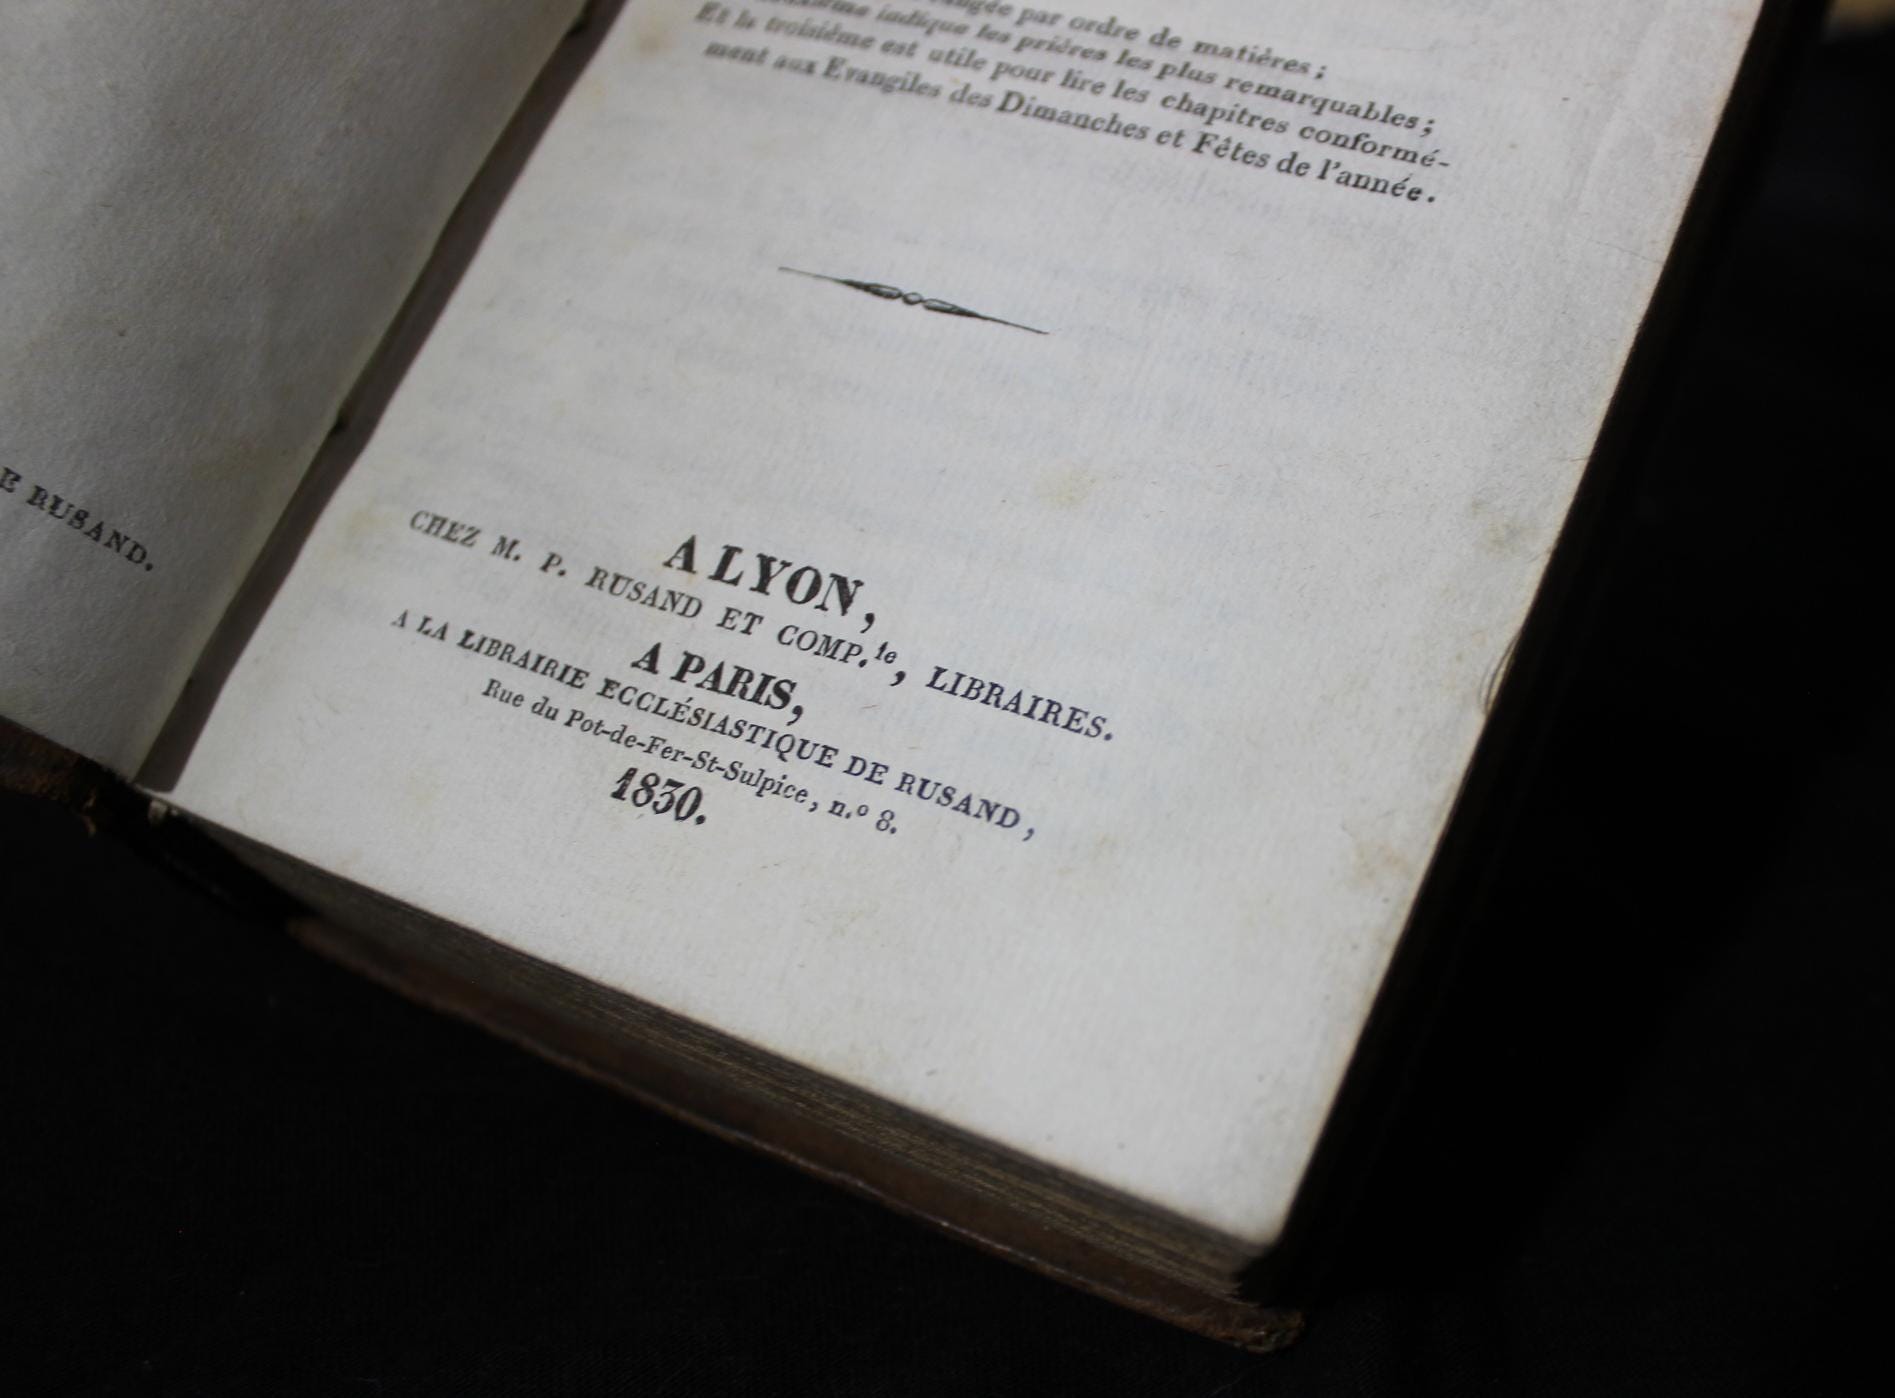 par ordre de matières ;
indique les prières les plus remarquables ;
Et la troisième est utile pour lire les chapitres conformé-
ment aux Evangiles des Dimanches et Fêtes de l'année.
E RUSAND.
A LYON,
CHEZ M. P. RUSAND ET COMP.ie, LIBRAIRES.
A PARIS,
A LA LIBRAIRIE ECCLÉSIASTIQUE DE RUSAND,
Rue du Pot-de-Fer-St-Sulpice, n.o 8.
1830.